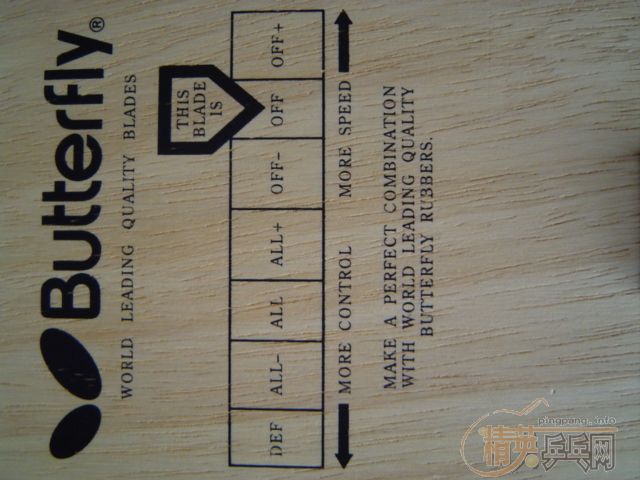 Butterfly®
WORLD LEADING QUALITY BLADES
THIS
BLADE
IS
DEF ALL- ALL ALL+ OFF- OFF OFF+
MORE CONTROL MORE SPEED
MAKE A PERFECT COMBINATION
WITH WORLD LEADING QUALITY
BUTTERFLY RUBBERS.
pingpang.info
精英乒乓网